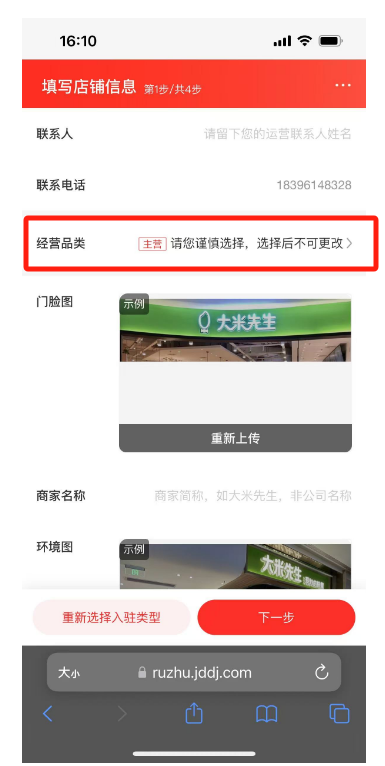 16:10
填写店铺信息 第1步/共4步
联系人 请留下您的运营联系人姓名
联系电话 18396148328
经营品类 主营 请您谨慎选择，选择后不可更改
门脸图
示例
大米先生
重新上传
商家名称 商家简称，如大米先生，非公司名称
环境图
示例
大米先生
重新选择入驻类型 下一步
大小 ruzhu.jddj.com